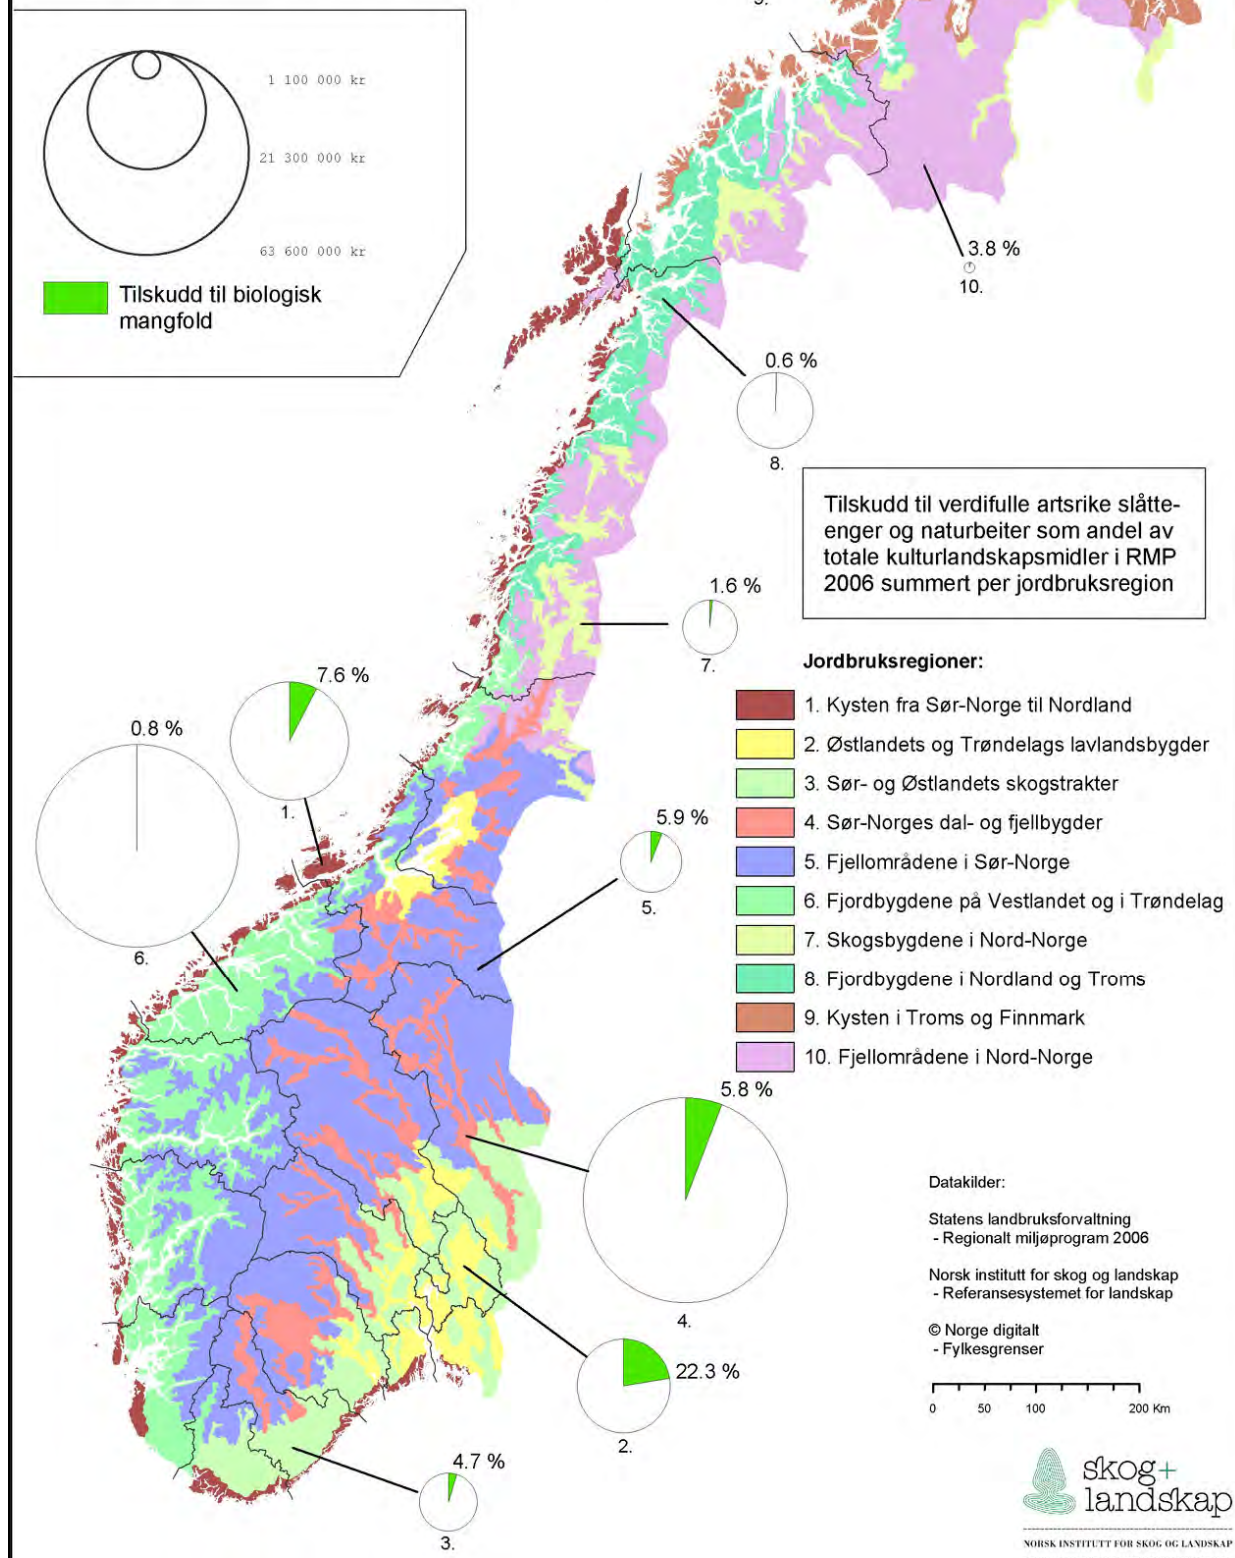 9.
1 100 000 kr
21 300 000 kr
63 600 000 kr
Tilskudd til biologisk
mangfold
3.8 %
10.
0.6 %
8.
Tilskudd til verdifulle artsrike slåtte-
enger og naturbeiter som andel av
totale kulturlandskapsmidler i RMP
2006 summert per jordbruksregion
1.6 %
7.
7.6 %
1.
0.8 %
6.
5.9 %
5.
Jordbruksregioner:
1. Kysten fra Sør-Norge til Nordland
2. Østlandets og Trøndelags lavlandsbygder
3. Sør- og Østlandets skogstrakter
4. Sør-Norges dal- og fjellbygder
5. Fjellområdene i Sør-Norge
6. Fjordbygdene på Vestlandet og i Trøndelag
7. Skogsbygdene i Nord-Norge
8. Fjordbygdene i Nordland og Troms
9. Kysten i Troms og Finnmark
10. Fjellområdene i Nord-Norge
5.8 %
4.
22.3 %
2.
4.7 %
3.
Datakilder:
Statens landbruksforvaltning
- Regionalt miljøprogram 2006
Norsk institutt for skog og landskap
- Referansesystemet for landskap
© Norge digitalt
- Fylkesgrenser
0 50 100 200 Km
skog+
landskap
NORSK INSTITUTT FOR SKOG OG LANDSKAP